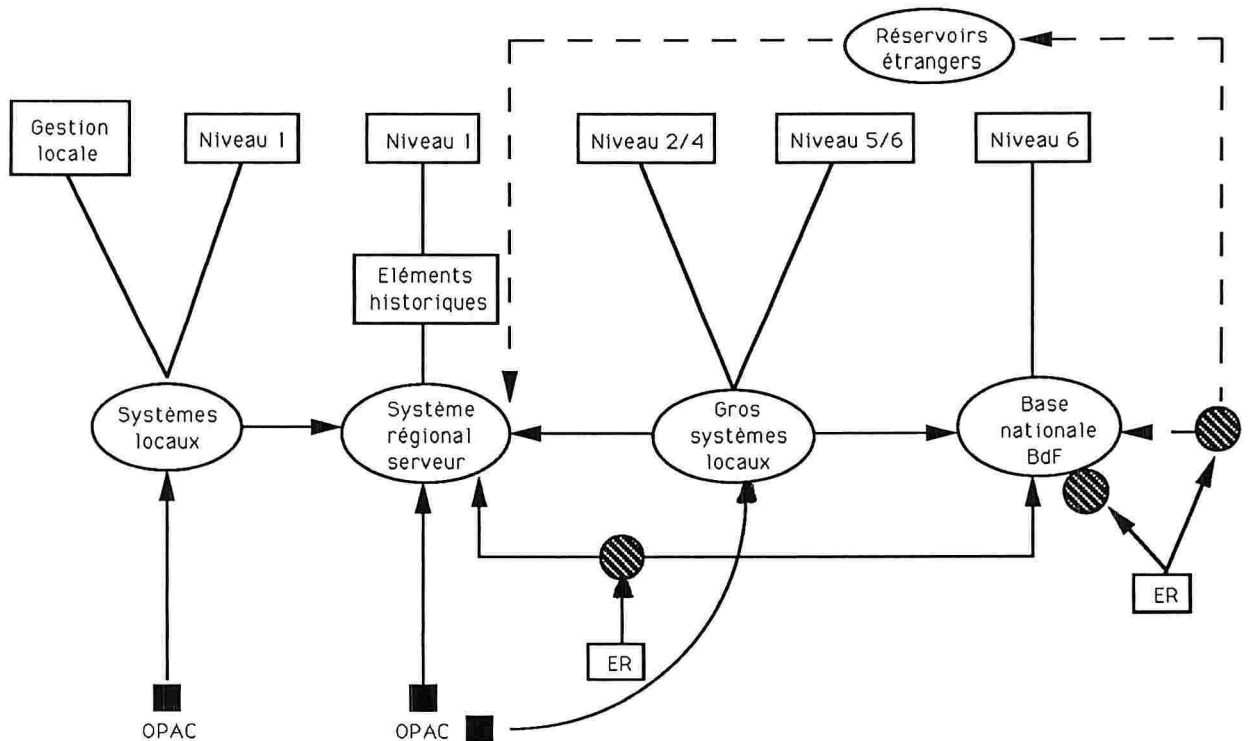 Réservoirs
étrangers
Gestion
locale
Niveau 1
Niveau 1
Niveau 2/4
Niveau 5/6
Niveau 6
Eléments
historiques
Systèmes
locaux
Système
régional
serveur
Gros
systèmes
locaux
Base
nationale
BdF
ER
ER
OPAC
OPAC